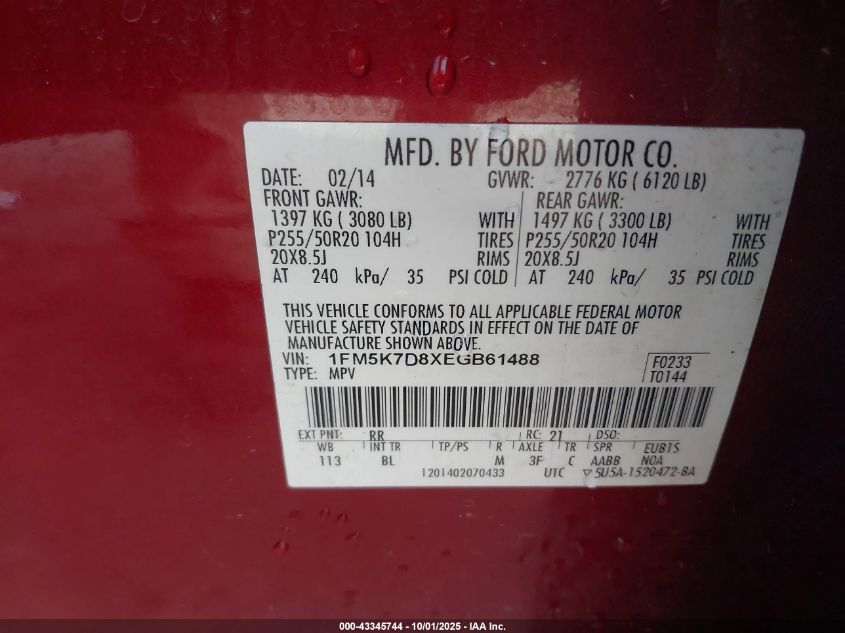 MFD. BY FORD MOTOR CO.
DATE: 02/14 GVWR: 2776 KG ( 6120 LB)
FRONT GAWR: REAR GAWR:
1397 KG ( 3080 LB) WITH 1497 KG ( 3300 LB) WITH
P255/50R20 104H TIRES P255/50R20 104H TIRES
20X8.5J RIMS 20X8.5J RIMS
AT 240 kPa/ 35 PSI COLD AT 240 kPa/ 35 PSI COLD
THIS VEHICLE CONFORMS TO ALL APPLICABLE FEDERAL MOTOR
VEHICLE SAFETY STANDARDS IN EFFECT ON THE DATE OF
MANUFACTURE SHOWN ABOVE.
VIN: 1FM5K7D8XEGB61488 F0233
TYPE: MPV T0144
EXT PNT: RR RC: 21 DSO:
WB INT TR TP/PS R AXLE TR SPR EUB1S
113 BL M 3F C AABB N0A
1201402070433 UTC ▽5U5A-1520472-BA
000-43345744 - 10/01/2025 - IAA Inc.